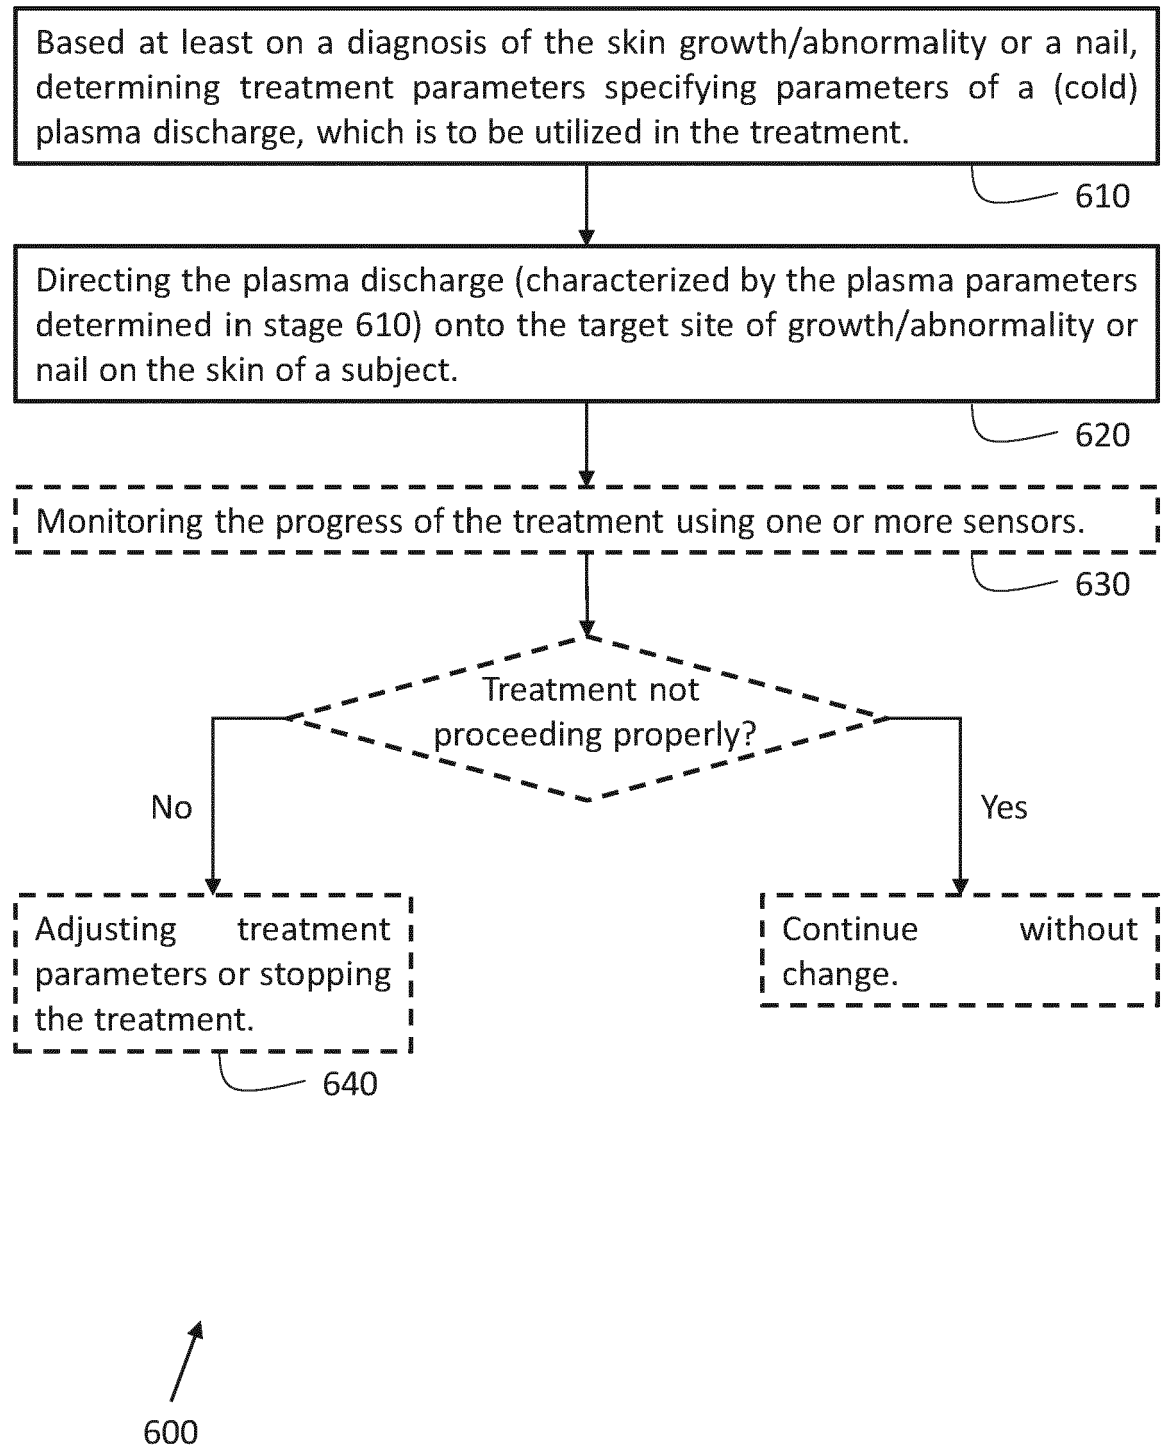 Based at least on a diagnosis of the skin growth/abnormality or a nail,
determining treatment parameters specifying parameters of a (cold)
plasma discharge, which is to be utilized in the treatment.
610
Directing the plasma discharge (characterized by the plasma parameters
determined in stage 610) onto the target site of growth/abnormality or
nail on the skin of a subject.
620
Monitoring the progress of the treatment using one or more sensors.
630
Treatment not
proceeding properly?
No
Yes
Adjusting treatment
parameters or stopping
the treatment.
640
Continue without
change.
600